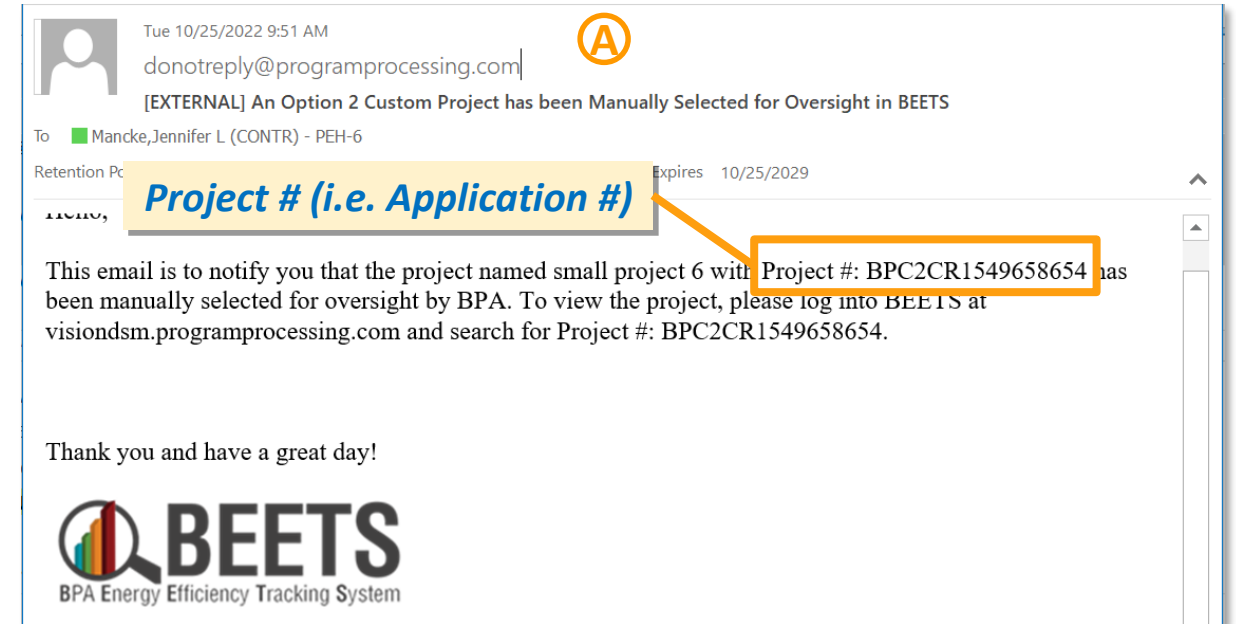 Tue 10/25/2022 9:51 AM
A
donotreply@programprocessing.com
[EXTERNAL] An Option 2 Custom Project has been Manually Selected for Oversight in BEETS
To Mancke,Jennifer L (CONTR) - PEH-6
Retention Expires 10/25/2029
Project # (i.e. Application #)
Hello,
This email is to notify you that the project named small project 6 with Project #: BPC2CR1549658654 has
been manually selected for oversight by BPA. To view the project, please log into BEETS at
visiondsm.programprocessing.com and search for Project #: BPC2CR1549658654.
Thank you and have a great day!
BEETS
BPA Energy Efficiency Tracking System